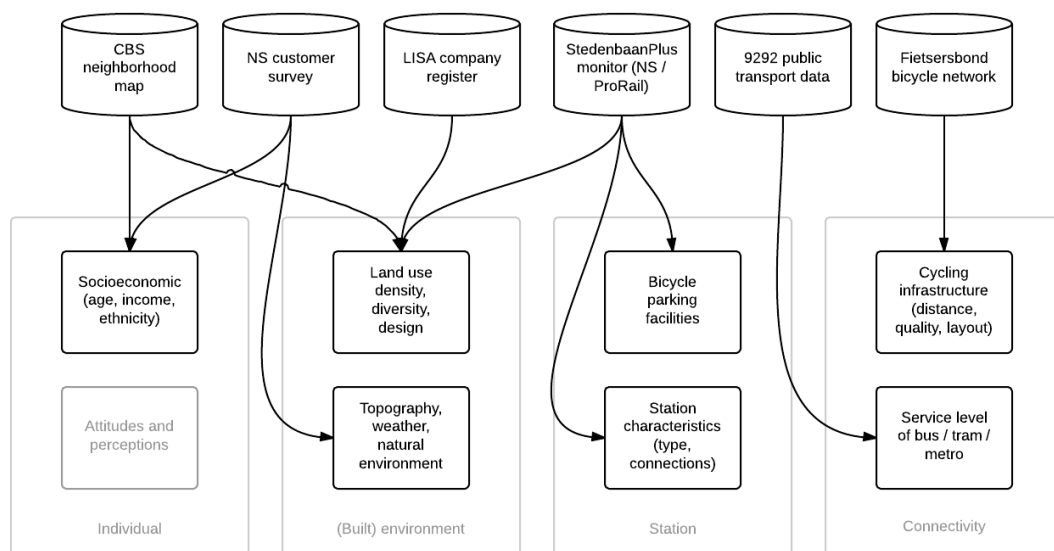 CBS
neighborhood
map
NS customer
survey
LISA company
register
StedenbaanPlus
monitor (NS /
ProRail)
9292 public
transport data
Fietsersbond
bicycle network
Socioeconomic
(age, income,
ethnicity)
Land use
density,
diversity,
design
Bicycle
parking
facilities
Cycling
infrastructure
(distance,
quality, layout)
Attitudes and
perceptions
Topography,
weather,
natural
environment
Station
characteristics
(type,
connections)
Service level
of bus / tram /
metro
Individual
(Built) environment
Station
Connectivity